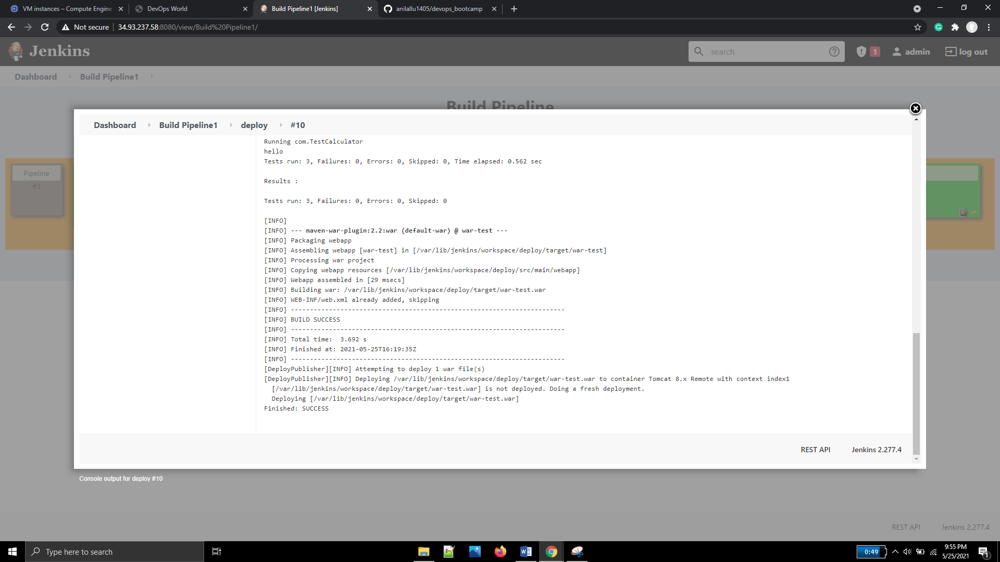 VM instances – Compute Engine
DevOps World
Build Pipeline1 [Jenkins]
anilallu1405/devops_bootcamp
Not secure
34.93.237.58:8080/view/Build%20Pipeline1/
Jenkins
search
1
admin
log out
Dashboard
Build Pipeline1
Build Pipeline
Dashboard
Build Pipeline1
deploy
#10
Pipeline
#3
Running com.TestCalculator
hello
Tests run: 3, Failures: 0, Errors: 0, Skipped: 0, Time elapsed: 0.562 sec
Results :
Tests run: 3, Failures: 0, Errors: 0, Skipped: 0
[INFO]
[INFO] --- maven-war-plugin:2.2:war (default-war) @ war-test ---
[INFO] Packaging webapp
[INFO] Assembling webapp [war-test] in [/var/lib/jenkins/workspace/deploy/target/war-test]
[INFO] Processing war project
[INFO] Copying webapp resources [/var/lib/jenkins/workspace/deploy/src/main/webapp]
[INFO] Webapp assembled in [29 msecs]
[INFO] Building war: /var/lib/jenkins/workspace/deploy/target/war-test.war
[INFO] WEB-INF/web.xml already added, skipping
[INFO] ------------------------------------------------------------------------
[INFO] BUILD SUCCESS
[INFO] ------------------------------------------------------------------------
[INFO] Total time:  3.692 s
[INFO] Finished at: 2021-05-25T16:19:35Z
[INFO] ------------------------------------------------------------------------
[DeployPublisher][INFO] Attempting to deploy 1 war file(s)
[DeployPublisher][INFO] Deploying /var/lib/jenkins/workspace/deploy/target/war-test.war to container Tomcat 8.x Remote with context index1
[/var/lib/jenkins/workspace/deploy/target/war-test.war] is not deployed. Doing a fresh deployment.
Deploying [/var/lib/jenkins/workspace/deploy/target/war-test.war]
Finished: SUCCESS
REST API
Jenkins 2.277.4
Console output for deploy #10
REST API
Jenkins 2.277.4
Type here to search
0:49
9:55 PM
5/25/2021
1